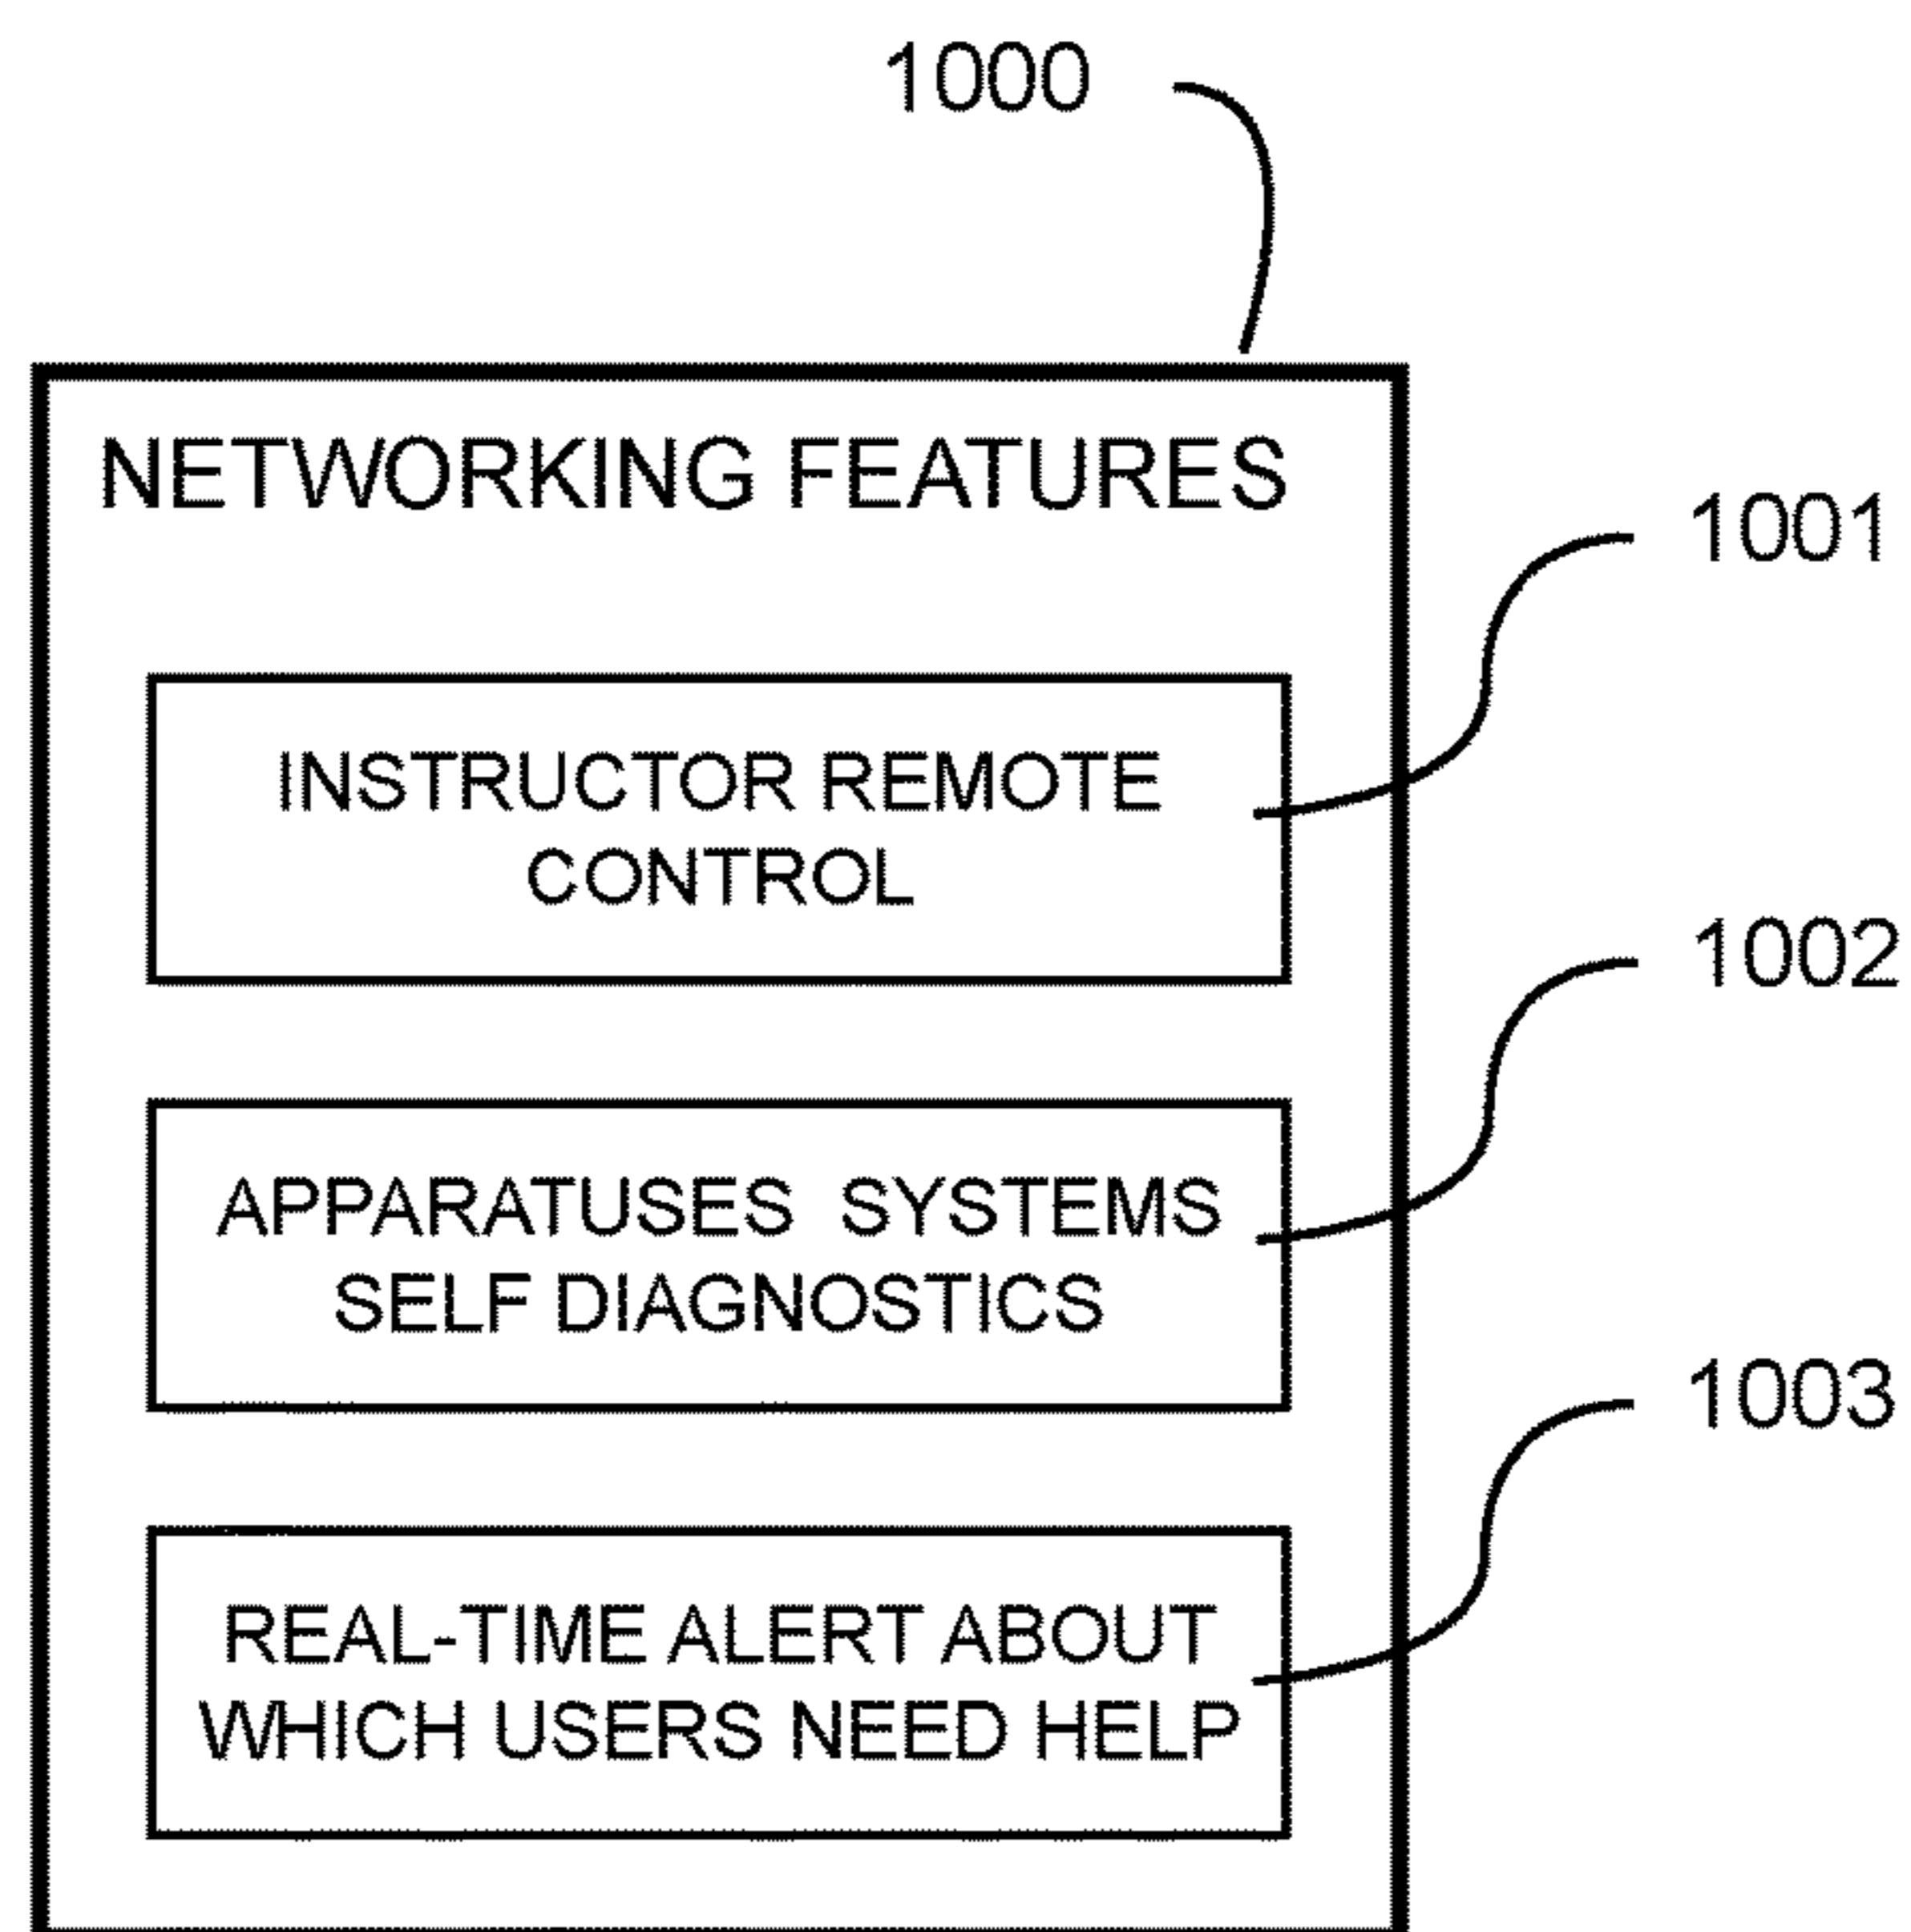 1000
NETWORKING FEATURES
1001
INSTRUCTOR REMOTE
CONTROL
1002
APPARATUSES  SYSTEMS
SELF DIAGNOSTICS
1003
REAL-TIME ALERT ABOUT
WHICH USERS NEED HELP